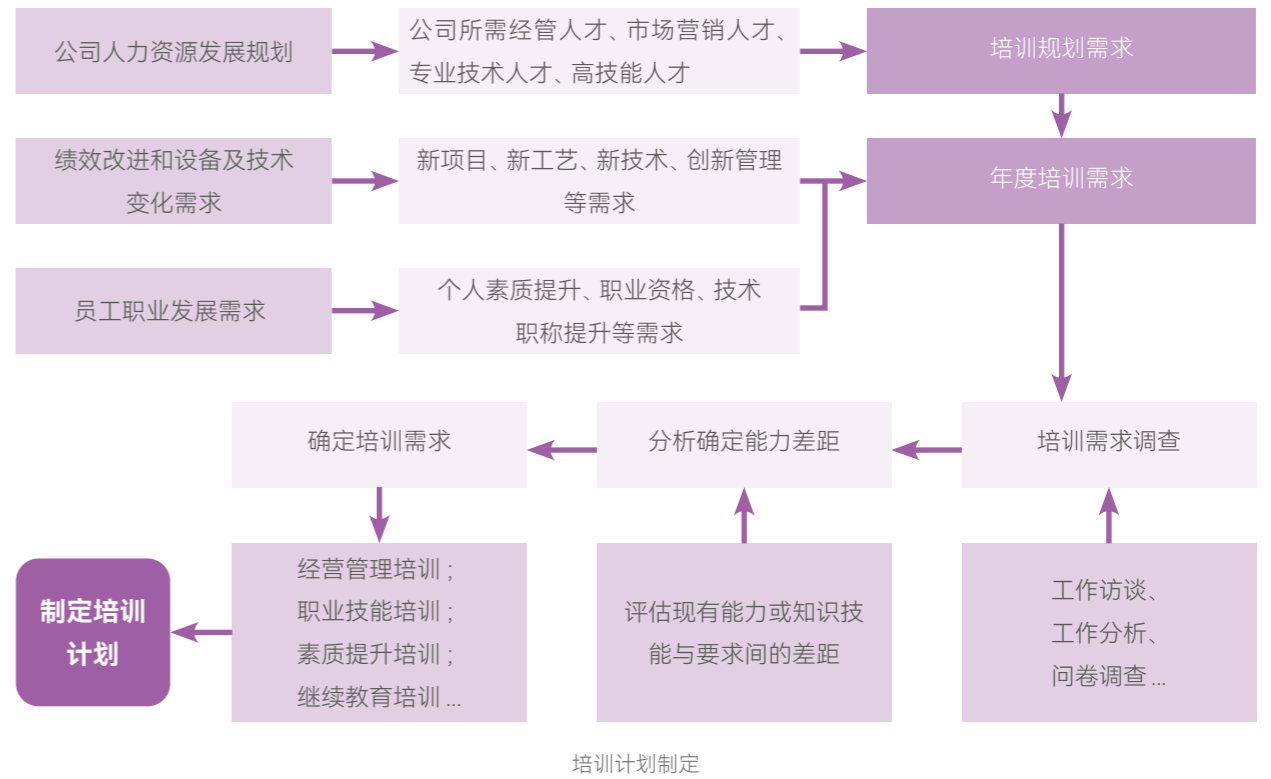 公司人力资源发展规划
公司所需经管人才、市场营销人才、
专业技术人才、高技能人才
培训规划需求
绩效改进和设备及技术
变化需求
新项目、新工艺、新技术、创新管理
等需求
年度培训需求
员工职业发展需求
个人素质提升、职业资格、技术
职称提升等需求
确定培训需求
分析确定能力差距
培训需求调查
制定培训
计划
经营管理培训；
职业技能培训；
素质提升培训；
继续教育培训...
评估现有能力或知识技
能与要求间的差距
工作访谈、
工作分析、
问卷调查...
培训计划制定